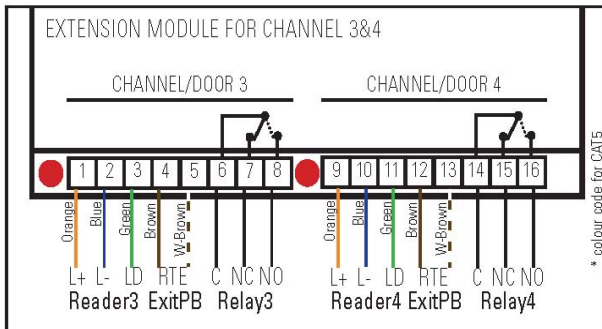 EXTENSION MODULE FOR CHANNEL 3&4
CHANNEL/DOOR 3 CHANNEL/DOOR 4
1 2 3 4 5 6 7 8 9 10 11 12 13 14 15 16
Orange Blue Green Brown W-Brown Orange Blue Green Brown W-Brown
L+ L- LD RTE C NC NO L+ L- LD RTE C NC NO
Reader3 ExitPB Relay3 Reader4 ExitPB Relay4
* colour code for CAT5